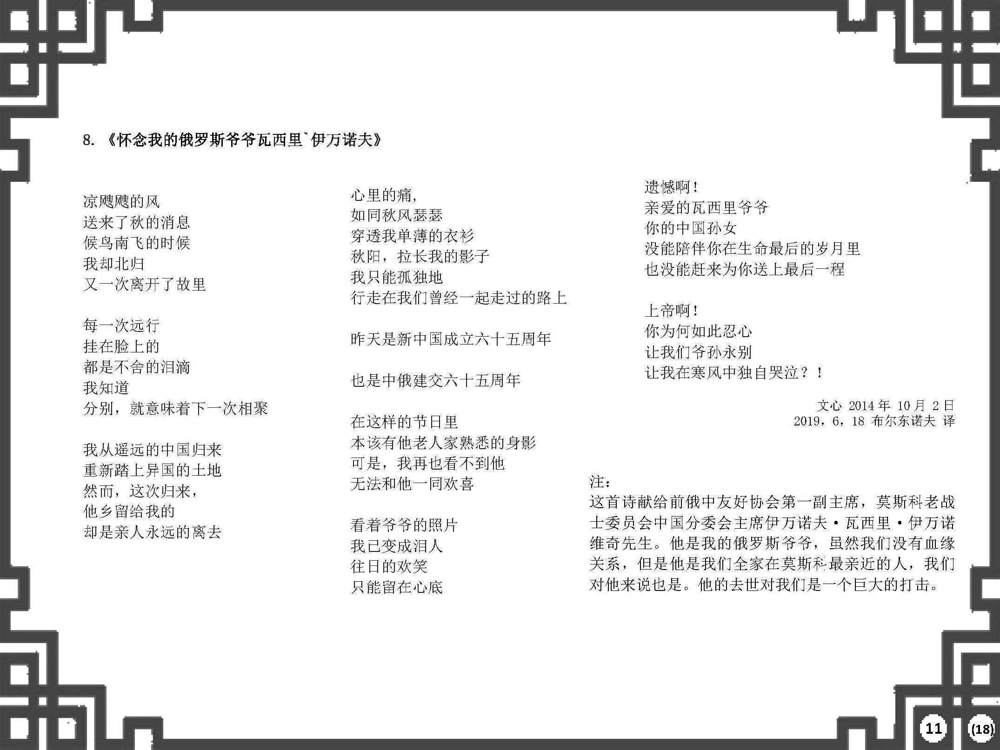 8. 《怀念我的俄罗斯爷爷瓦西里`伊万诺夫》
凉飕飕的风
送来了秋的消息
候鸟南飞的时候
我却北归
又一次离开了故里
每一次远行
挂在脸上的
都是不舍的泪滴
我知道
分别，就意味着下一次相聚
我从遥远的中国归来
重新踏上异国的土地
然而，这次归来，
他乡留给我的
却是亲人永远的离去
心里的痛，
如同秋风瑟瑟
穿透我单薄的衣衫
秋阳，拉长我的影子
我只能孤独地
行走在我们曾经一起走过的路上
昨天是新中国成立六十五周年
也是中俄建交六十五周年
在这样的节日里
本该有他老人家熟悉的身影
可是，我再也看不到他
无法和他一同欢喜
看着爷爷的照片
我已变成泪人
往日的欢笑
只能留在心底
遗憾啊！
亲爱的瓦西里爷爷
你的中国孙女
没能陪伴你在生命最后的岁月里
也没能赶来为你送上最后一程
上帝啊！
你为何如此忍心
让我们爷孙永别
让我在寒风中独自哭泣？！
文心 2014年 10月 2日
2019，6，18 布尔东诺夫 译
注：
这首诗献给前俄中友好协会第一副主席，莫斯科老战
士委员会中国分委会主席伊万诺夫·瓦西里·伊万诺
维奇先生。他是我的俄罗斯爷爷，虽然我们没有血缘
关系，但是他是我们全家在莫斯科最亲近的人，我们
对他来说也是。他的去世对我们是一个巨大的打击。
11 (18)